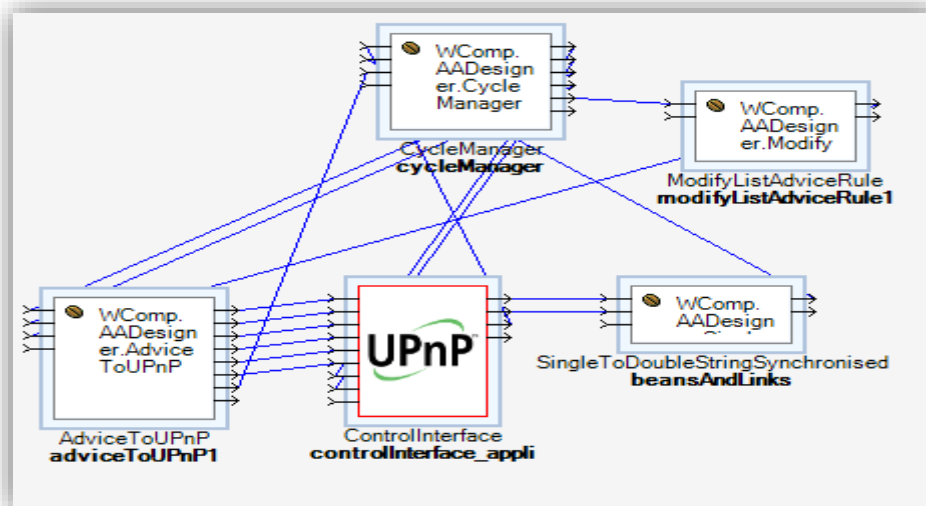 WComp.
AADesign
er.Cycle
Manager
CycleManager
cycleManager
WComp.
AADesign
er.Modify
ModifyListAdviceRule
modifyListAdviceRule1
WComp.
AADesign
er.Advice
ToUPnP
AdviceToUPnP
adviceToUPnP1
UPnP
ControlInterface
controlInterface_appli
WComp.
AADesign
SingleToDoubleStringSynchronised
beansAndLinks